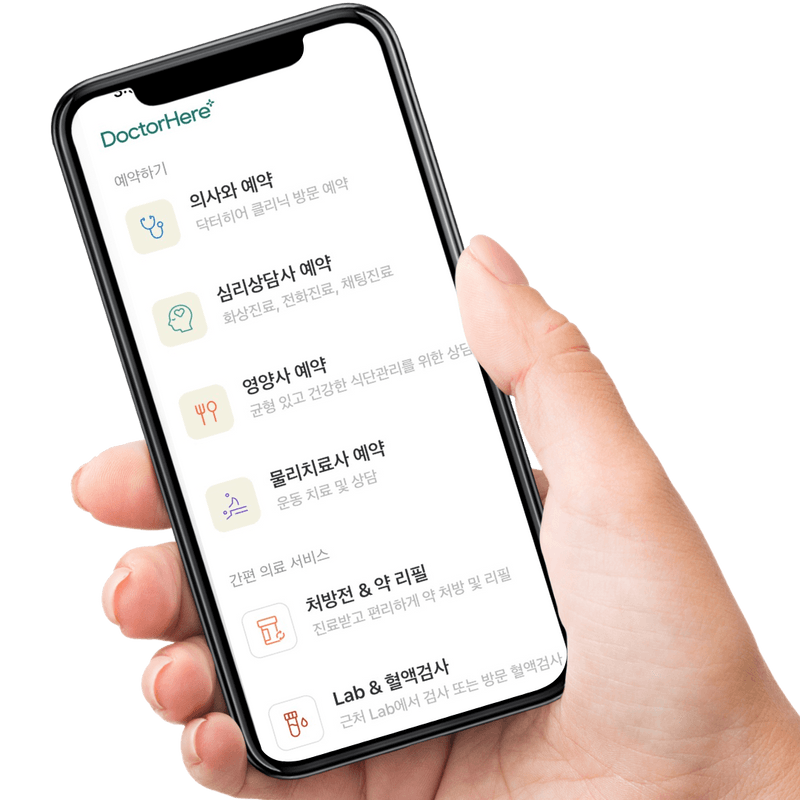 DoctorHere
예약하기
의사와 예약
닥터히어 클리닉 방문 예약
심리상담사 예약
화상진료, 전화진료, 채팅진료
영양사 예약
균형 있고 건강한 식단관리를 위한 상담
물리치료사 예약
운동 치료 및 상담
간편 의료 서비스
처방전 & 약 리필
진료받고 편리하게 약 처방 및 리필
Lab & 혈액검사
근처 Lab에서 검사 또는 방문 혈액검사